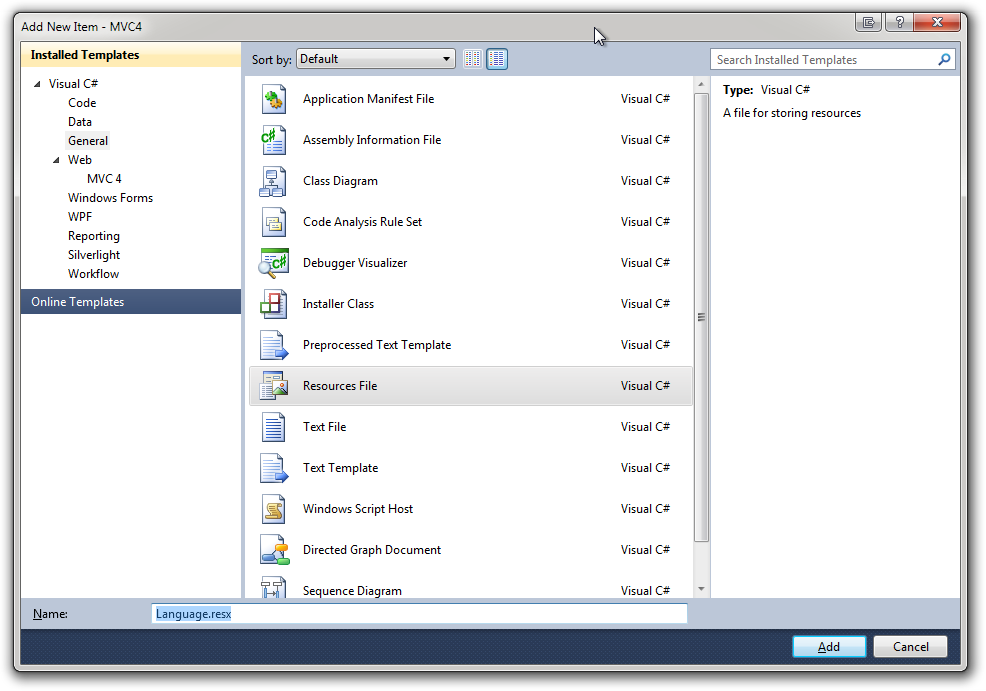 Add New Item - MVC4
?
Installed Templates
Visual C#
Code
Data
General
Web
MVC 4
Windows Forms
WPF
Reporting
Silverlight
Workflow
Online Templates
Sort by: Default
Application Manifest File Visual C#
Assembly Information File Visual C#
Class Diagram Visual C#
Code Analysis Rule Set Visual C#
Debugger Visualizer Visual C#
Installer Class Visual C#
Preprocessed Text Template Visual C#
Resources File Visual C#
Text File Visual C#
Text Template Visual C#
Windows Script Host Visual C#
Directed Graph Document Visual C#
Sequence Diagram Visual C#
Search Installed Templates
Type: Visual C#
A file for storing resources
Name: Language.resx
Add Cancel